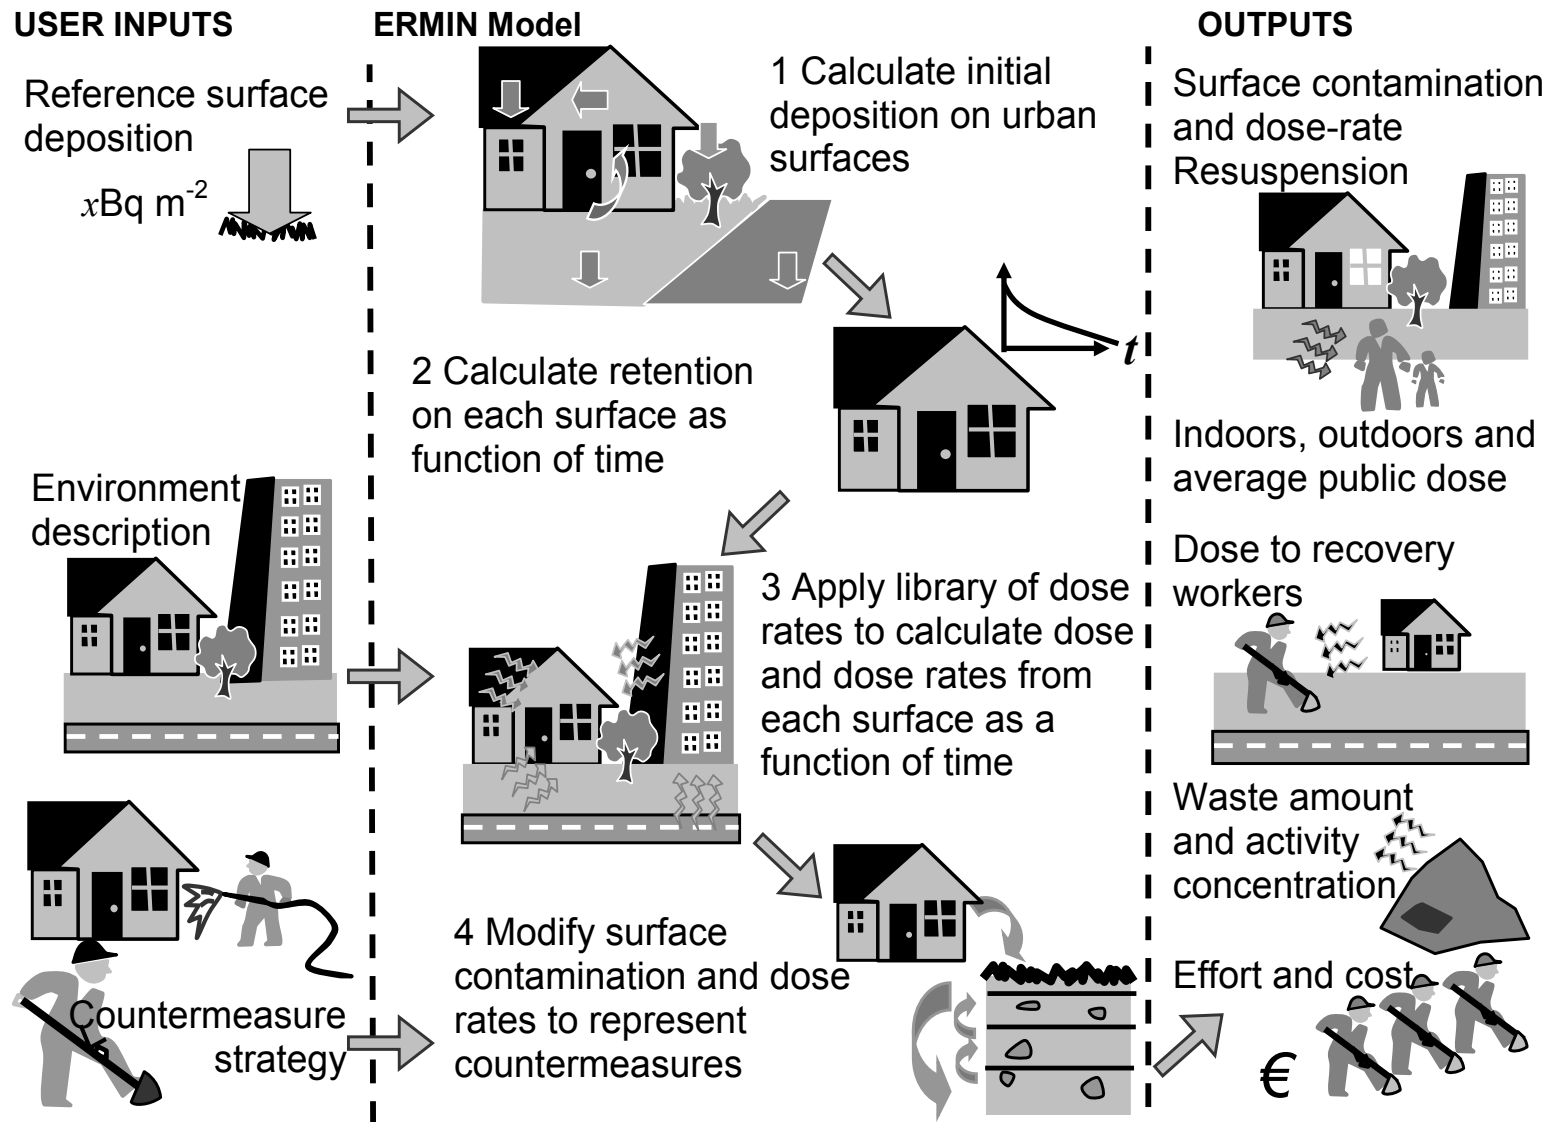 USER INPUTS
ERMIN Model
OUTPUTS
Reference surface
deposition
xBq m-2
1 Calculate initial
deposition on urban
surfaces
Surface contamination
and dose-rate
Resuspension
t
2 Calculate retention
on each surface as
function of time
Indoors, outdoors and
average public dose
Environment
description
Dose to recovery
workers
3 Apply library of dose
rates to calculate dose
and dose rates from
each surface as a
function of time
Waste amount
and activity
concentration
4 Modify surface
contamination and dose
rates to represent
countermeasures
Countermeasure
strategy
Effort and cost
€